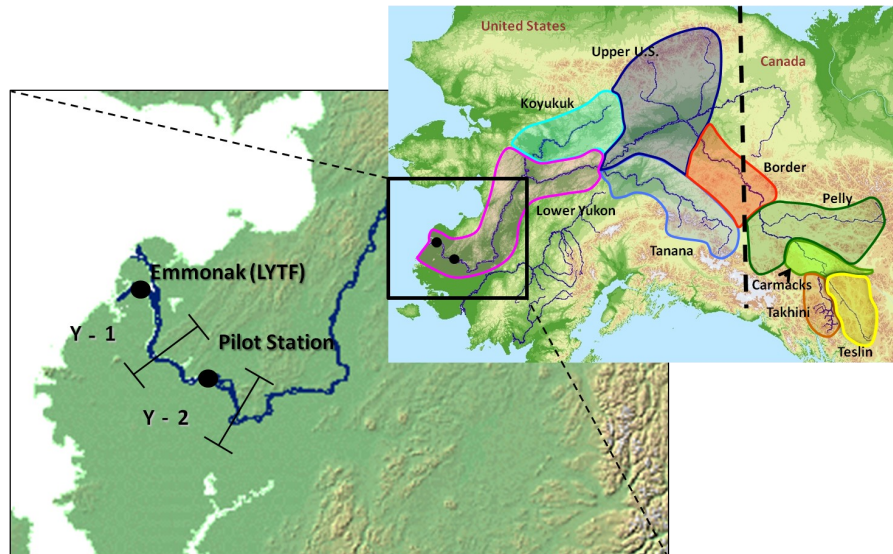 United States
Upper U.S.
Canada
Koyukuk
Border
Pelly
Lower Yukon
Tanana
Carmacks
Takhini
Teslin
Emmonak (LYTF)
Y - 1
Pilot Station
Y - 2